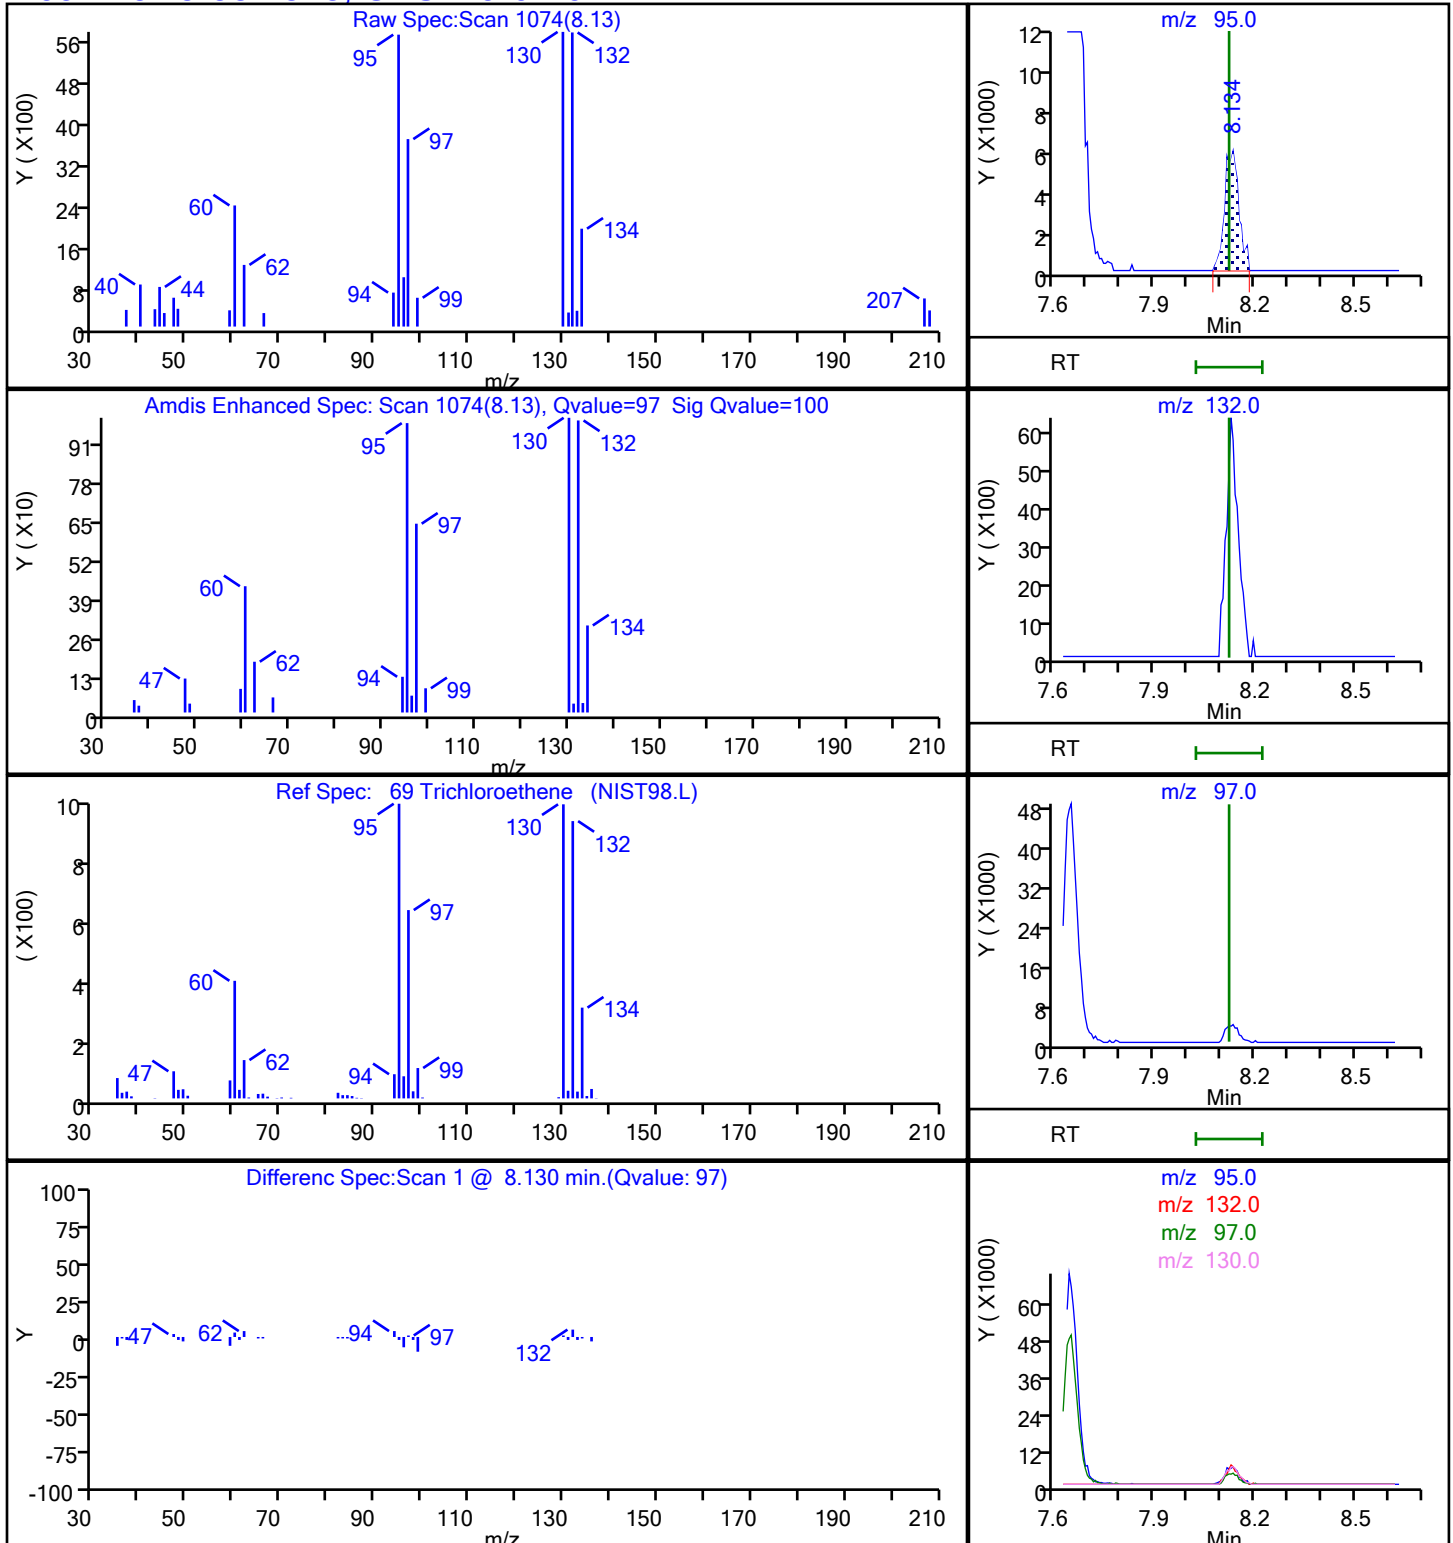 Raw Spec:Scan 1074(8.13)
Y ( X100)
56
48
40
32
24
16
8
0
95
130
132
97
60
134
62
40
44
94
99
207
30 50 70 90 110 130 150 170 190 210
m/z
m/z 95.0
Y ( X1000)
12
10
8
6
4
2
0
8.134
7.6 7.9 8.2 8.5
Min
RT
Amdis Enhanced Spec: Scan 1074(8.13), Qvalue=97 Sig Qvalue=100
Y ( X10)
91
78
65
52
39
26
13
0
95
130
132
97
60
134
62
47
94
99
30 50 70 90 110 130 150 170 190 210
m/z
m/z 132.0
Y ( X100)
60
50
40
30
20
10
0
7.6 7.9 8.2 8.5
Min
RT
Ref Spec: 69 Trichloroethene (NIST98.L)
( X100)
10
8
6
4
2
0
95
130
132
97
60
134
47
62
94
99
30 50 70 90 110 130 150 170 190 210
m/z 97.0
Y ( X1000)
48
40
32
24
16
8
0
7.6 7.9 8.2 8.5
Min
RT
Differenc Spec:Scan 1 @ 8.130 min.(Qvalue: 97)
Y
100
75
50
25
0
-25
-50
-75
-100
47
62
94
97
132
30 50 70 90 110 130 150 170 190 210
m/z
m/z 95.0
m/z 132.0
m/z 97.0
m/z 130.0
Y ( X1000)
60
48
36
24
12
0
7.6 7.9 8.2 8.5
Min